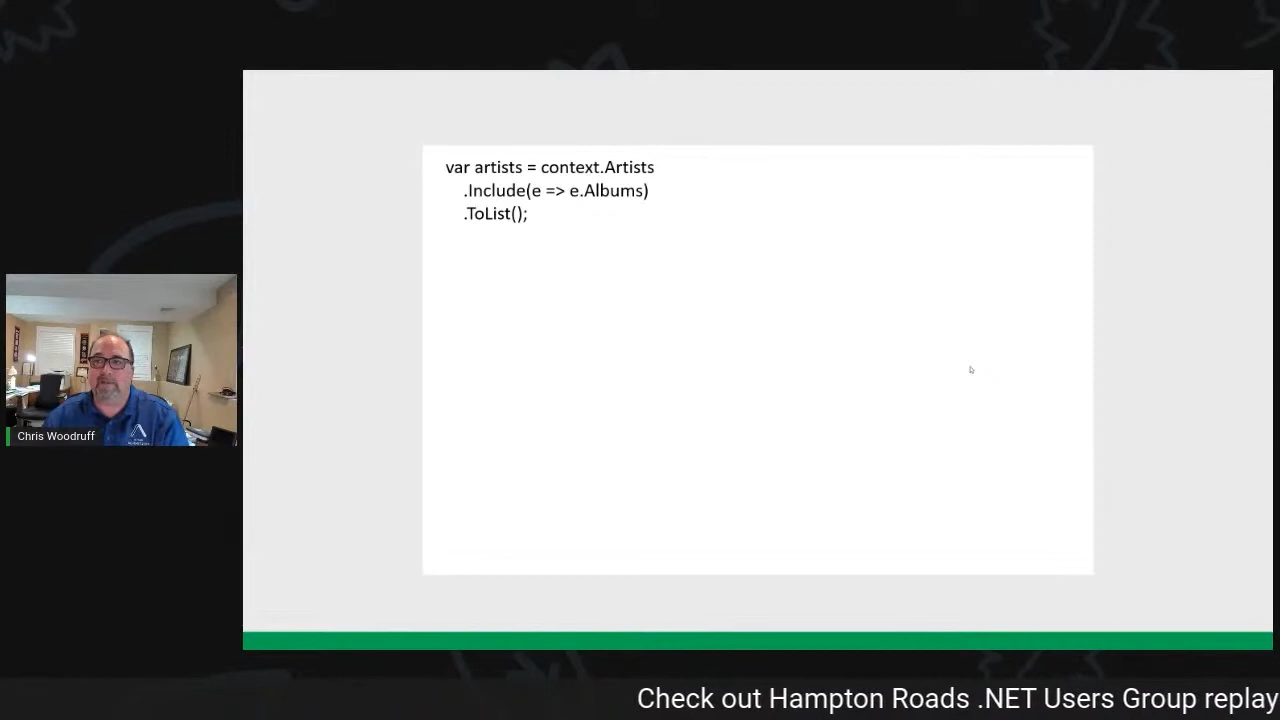 var artists = context.Artists
.Include(e => e.Albums)
.ToList();
Chris Woodruff
Check out Hampton Roads .NET Users Group replay